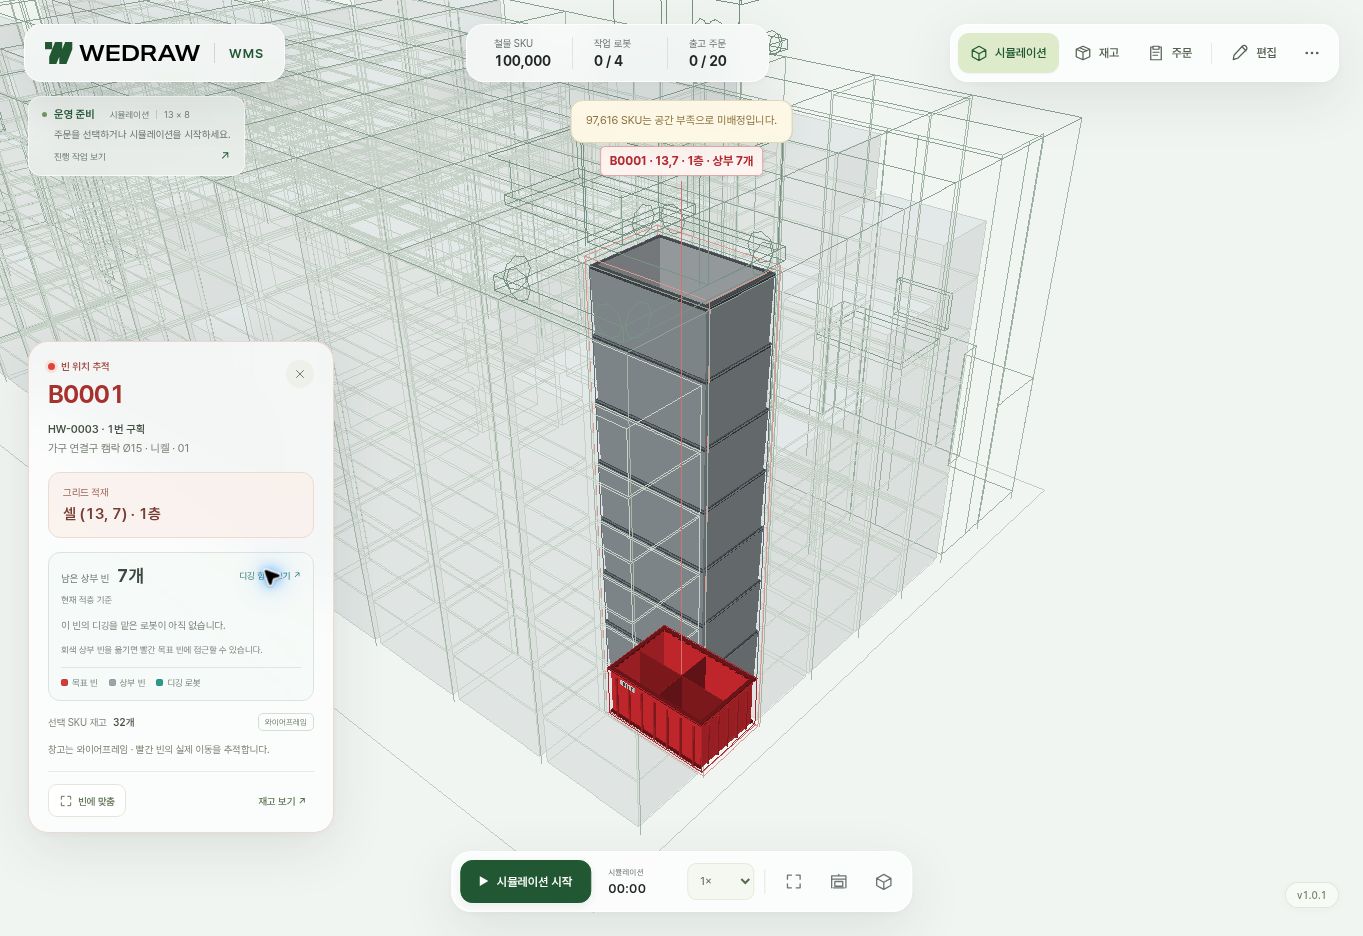 WEDRAW WMS
철물 SKU
100,000
작업 로봇
0 / 4
출고 주문
0 / 20
시뮬레이션
재고
주문
편집
운영 준비 시뮬레이션 13 × 8
주문을 선택하거나 시뮬레이션을 시작하세요.
진행 작업 보기
97,616 SKU는 공간 부족으로 미배정입니다.
B0001 · 13,7 · 1층 · 상부 7개
빈 위치 추적
B0001
HW-0003 · 1번 구획
가구 연결구 캠락 Ø15 · 니켈 · 01
그리드 적재
셀 (13, 7) · 1층
남은 상부 빈 7개
디깅
현재 적층 기준
이 빈의 디깅을 맡은 로봇이 아직 없습니다.
회색 상부 빈을 옮기면 빨간 목표 빈에 접근할 수 있습니다.
목표 빈 상부 빈 디깅 로봇
선택 SKU 재고 32개
와이어프레임
창고는 와이어프레임 · 빨간 빈의 실제 이동을 추적합니다.
빈에 맞춤
재고 보기
시뮬레이션 시작
시뮬레이션
00:00
1×
v1.0.1